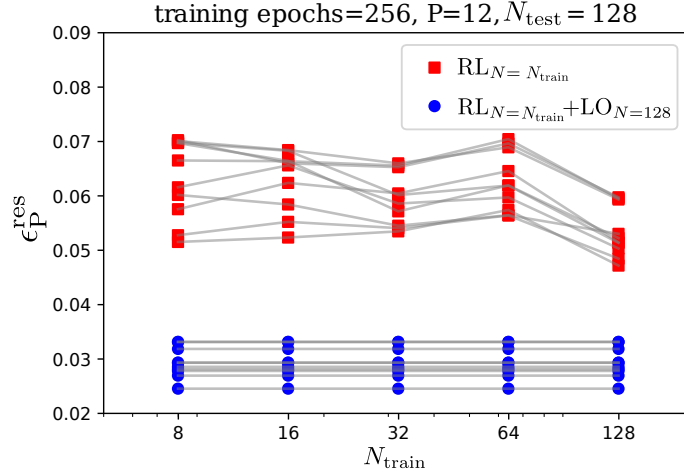 training epochs=256, P=12, N_test = 128
RL_{N= N_train}
RL_{N=N_train}+LO_{N=128}
ϵ_P^res
0.09
0.08
0.07
0.06
0.05
0.04
0.03
0.02
8 16 32 64 128
N_train